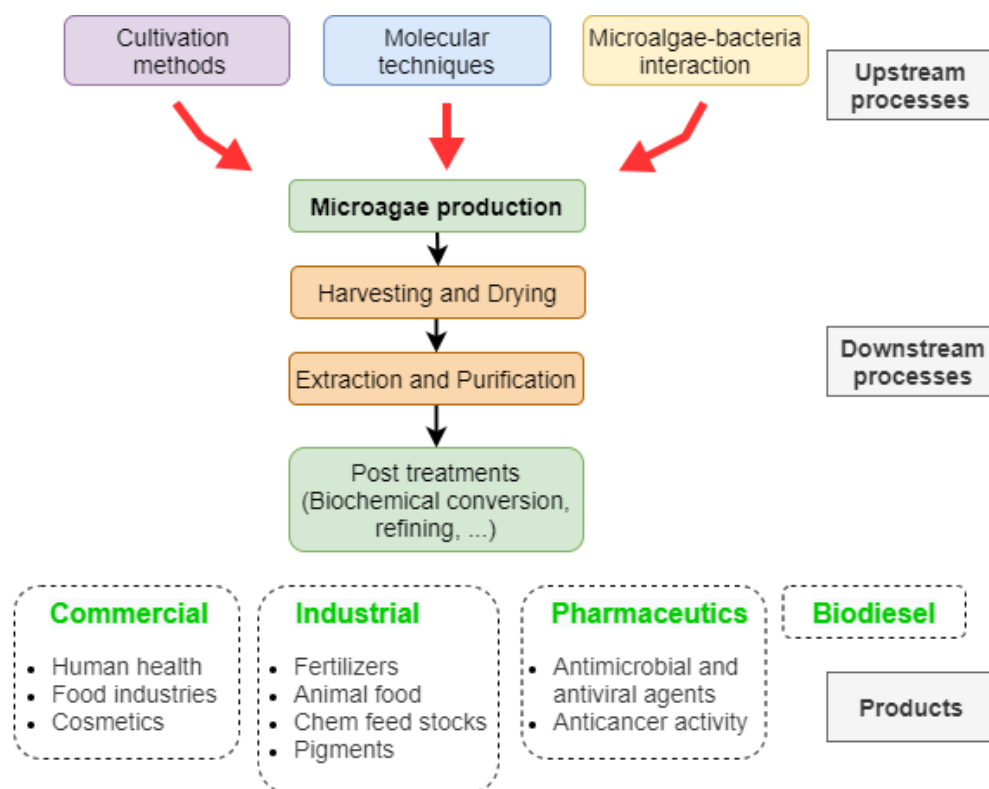 Cultivation
methods
Molecular
techniques
Microalgae-bacteria
interaction
Upstream
processes
Microagae production
Harvesting and Drying
Extraction and Purification
Downstream
processes
Post treatments
(Biochemical conversion,
refining, ...)
Commercial
• Human health
• Food industries
• Cosmetics
Industrial
• Fertilizers
• Animal food
• Chem feed stocks
• Pigments
Pharmaceutics
• Antimicrobial and
antiviral agents
• Anticancer activity
Biodiesel
Products